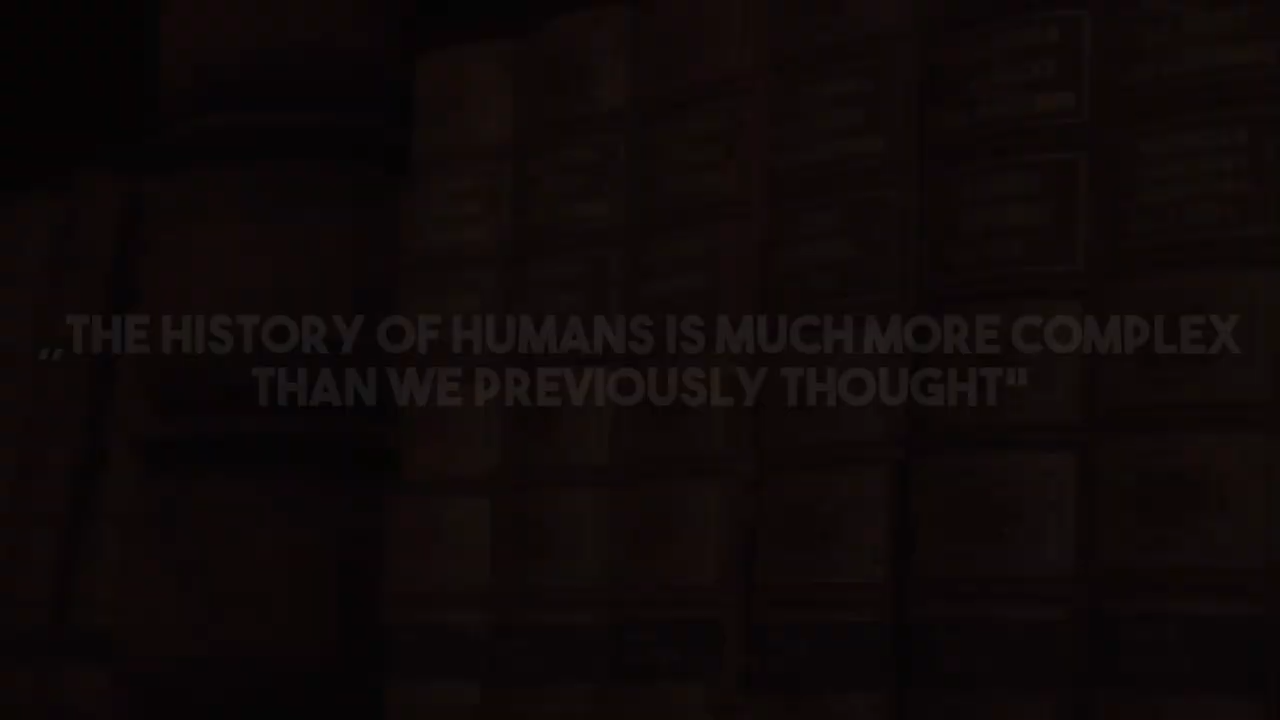 „THE HISTORY OF HUMANS IS MUCH MORE COMPLEX
THAN WE PREVIOUSLY THOUGHT"